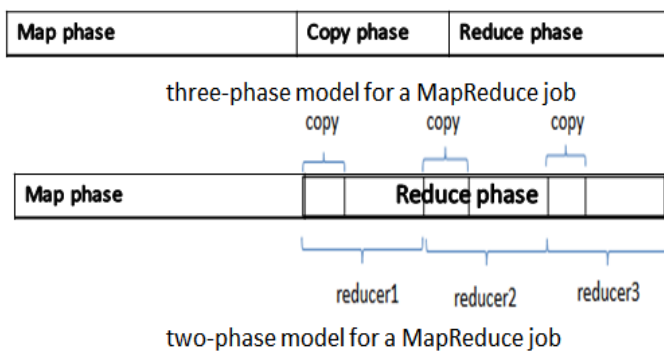 Map phase Copy phase Reduce phase
three-phase model for a MapReduce job
copy copy copy
Map phase Reduce phase
reducer1 reducer2 reducer3
two-phase model for a MapReduce job